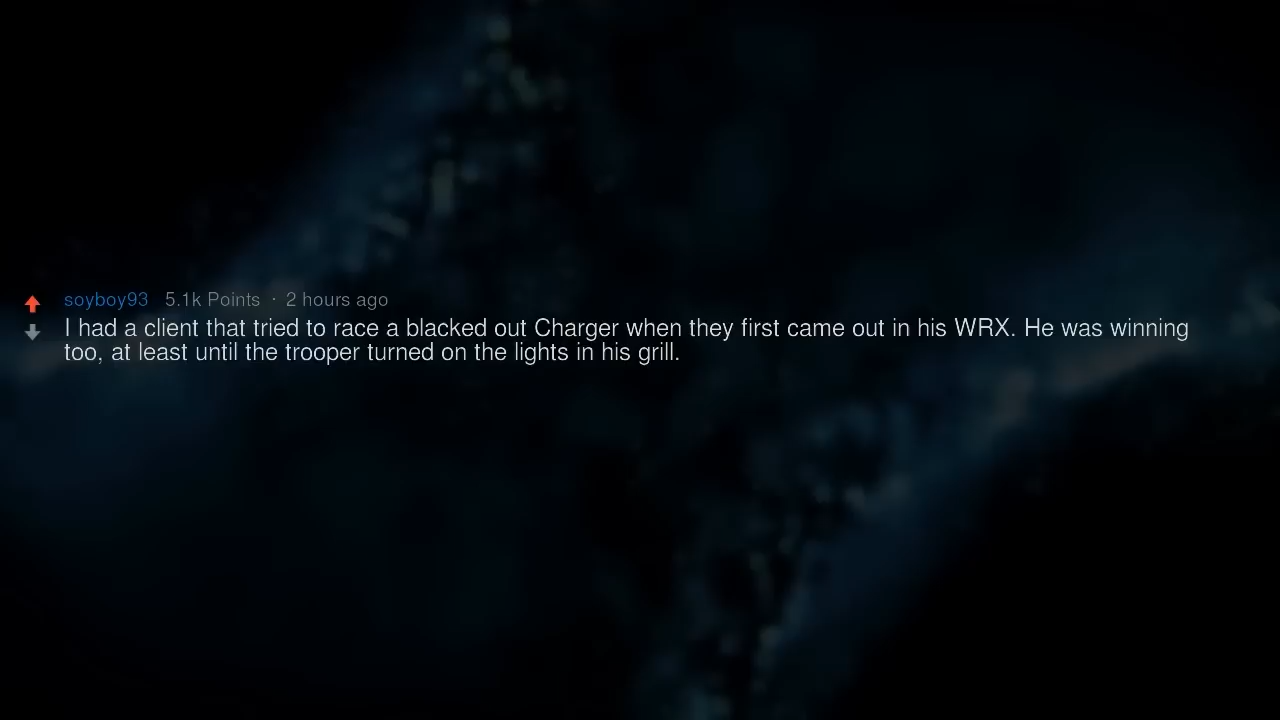 soyboy93 5.1k Points · 2 hours ago
I had a client that tried to race a blacked out Charger when they first came out in his WRX. He was winning
too, at least until the trooper turned on the lights in his grill.